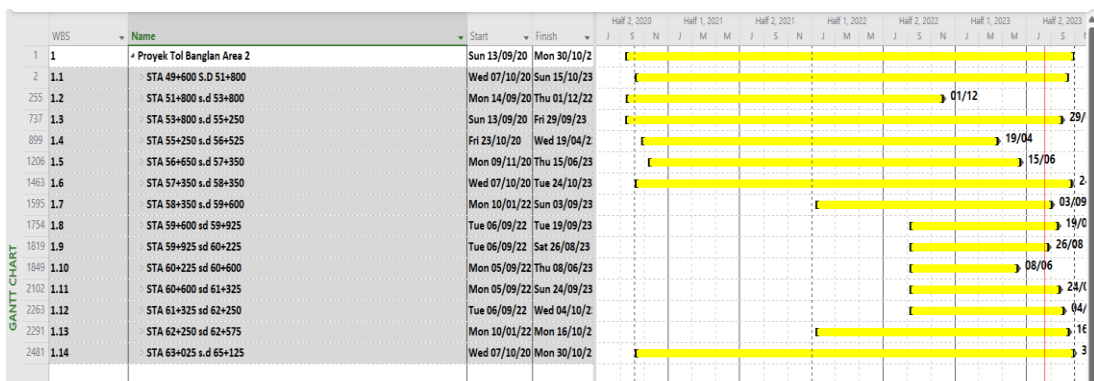 Half 2, 2020 Half 1, 2021 Half 2, 2021 Half 1, 2022 Half 2, 2022 Half 1, 2023 Half 2, 2023
WBS Name Start Finish J S N J M M J S N J M M J S N J M M J S
1 1 Proyek Tol Banglan Area 2 Sun 13/09/20 Mon 30/10/2
2 1.1 STA 49+600 S.D 51+800 Wed 07/10/20 Sun 15/10/23
255 1.2 STA 51+800 s.d 53+800 Mon 14/09/20 Thu 01/12/22 01/12
737 1.3 STA 53+800 s.d 55+250 Sun 13/09/20 Fri 29/09/23 29/
899 1.4 STA 55+250 s.d 56+525 Fri 23/10/20 Wed 19/04/2 19/04
1206 1.5 STA 56+650 s.d 57+350 Mon 09/11/20 Thu 15/06/23 15/06
1463 1.6 STA 57+350 s.d 58+350 Wed 07/10/20 Tue 24/10/23 2
1595 1.7 STA 58+350 s.d 59+600 Mon 10/01/22 Sun 03/09/23 03/09
1754 1.8 STA 59+600 sd 59+925 Tue 06/09/22 Tue 19/09/23 19/0
1819 1.9 STA 59+925 sd 60+225 Tue 06/09/22 Sat 26/08/23 26/08
1849 1.10 STA 60+225 sd 60+600 Mon 05/09/22 Thu 08/06/23 08/06
2102 1.11 STA 60+600 sd 61+325 Mon 05/09/22 Sun 24/09/23 24/0
2263 1.12 STA 61+325 sd 62+250 Tue 06/09/22 Wed 04/10/2 04/
2291 1.13 STA 62+250 sd 62+575 Mon 10/01/22 Mon 16/10/2 16
2481 1.14 STA 63+025 s.d 65+125 Wed 07/10/20 Mon 30/10/2 3
GANTT CHART